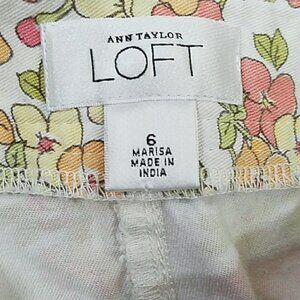 ANN TAYLOR
LOFT
6
MARISA
MADE IN
INDIA